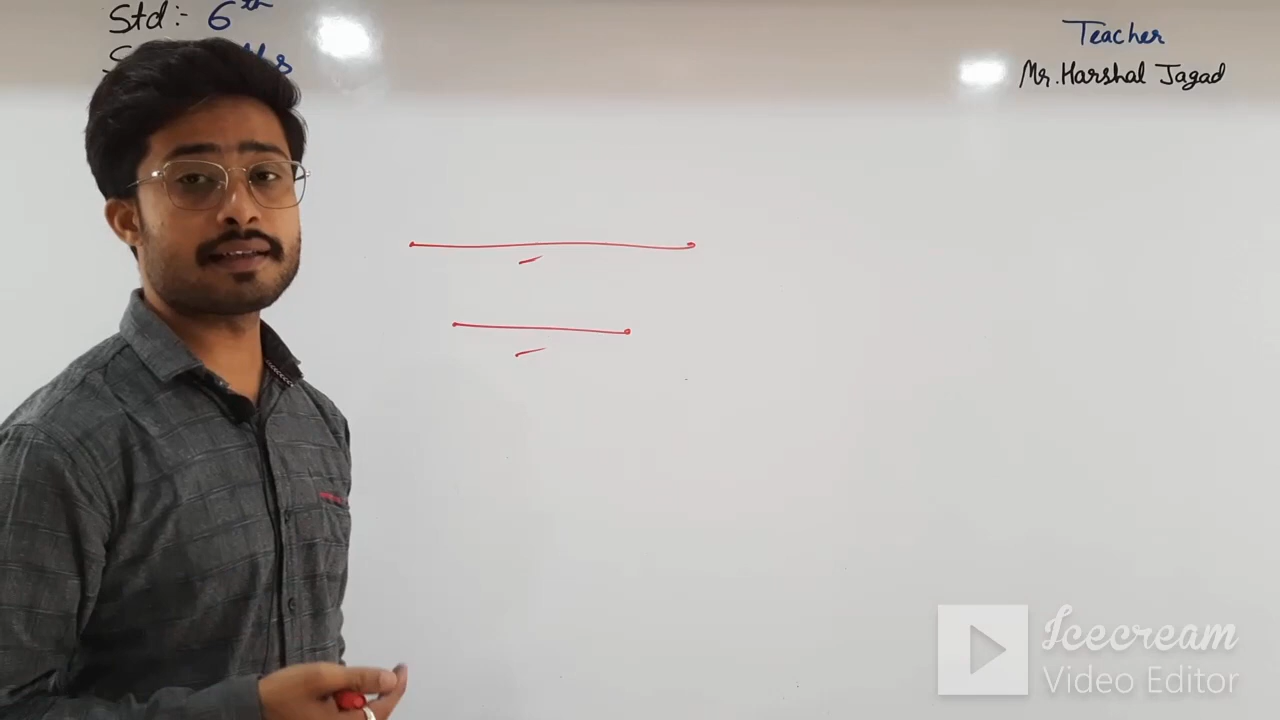 Std:- 6th
Teacher
Mr. Harshal Jagad
Icecream
Video Editor